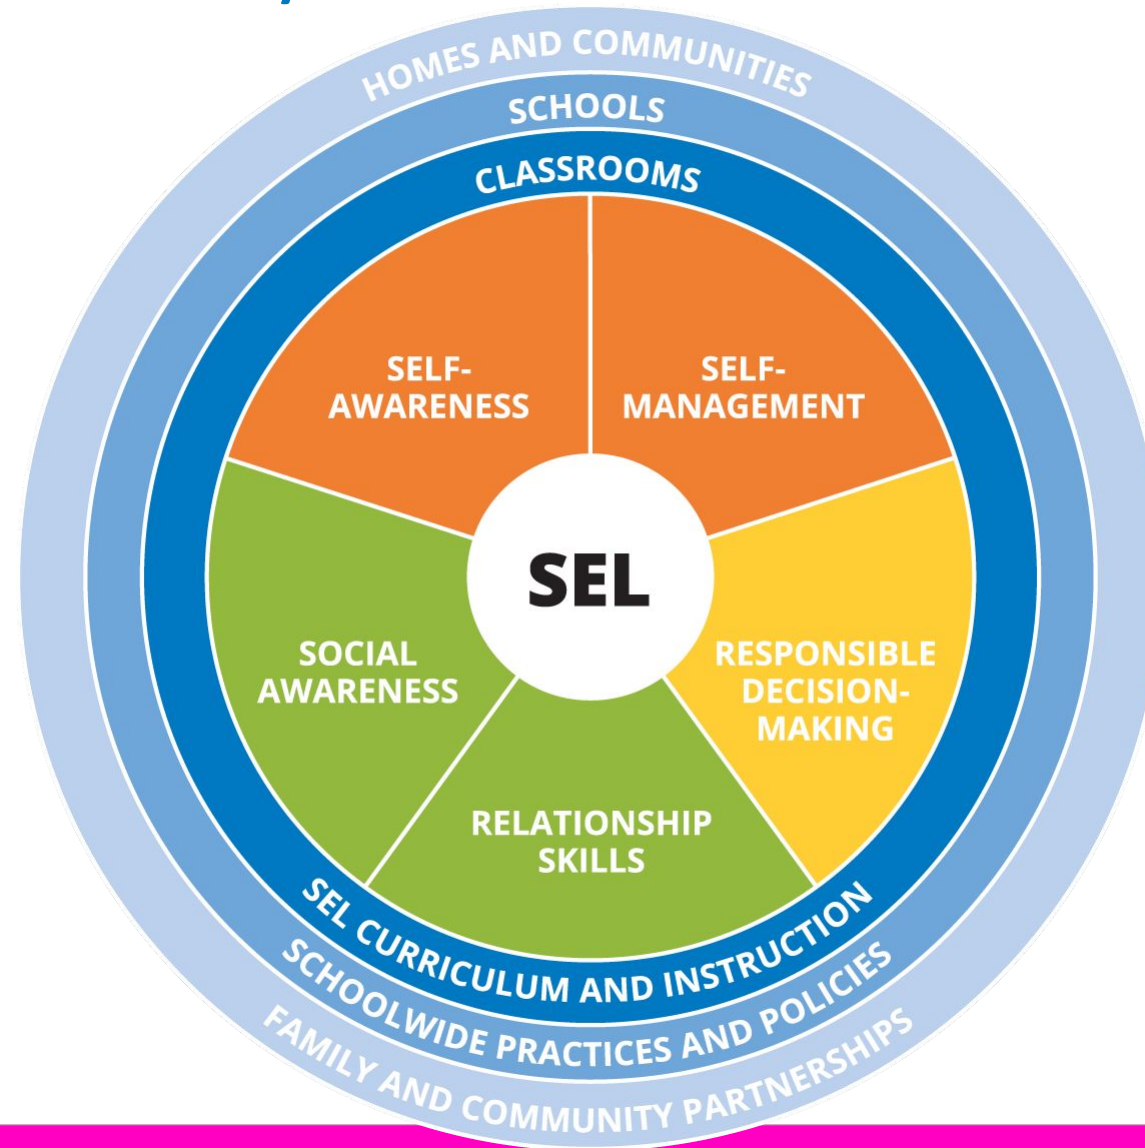 HOMES AND COMMUNITIES
SCHOOLS
CLASSROOMS
SELF-
AWARENESS
SELF-
MANAGEMENT
SEL
SOCIAL
AWARENESS
RESPONSIBLE
DECISION-
MAKING
RELATIONSHIP
SKILLS
SEL CURRICULUM AND INSTRUCTION
SCHOOLWIDE PRACTICES AND POLICIES
FAMILY AND COMMUNITY PARTNERSHIPS